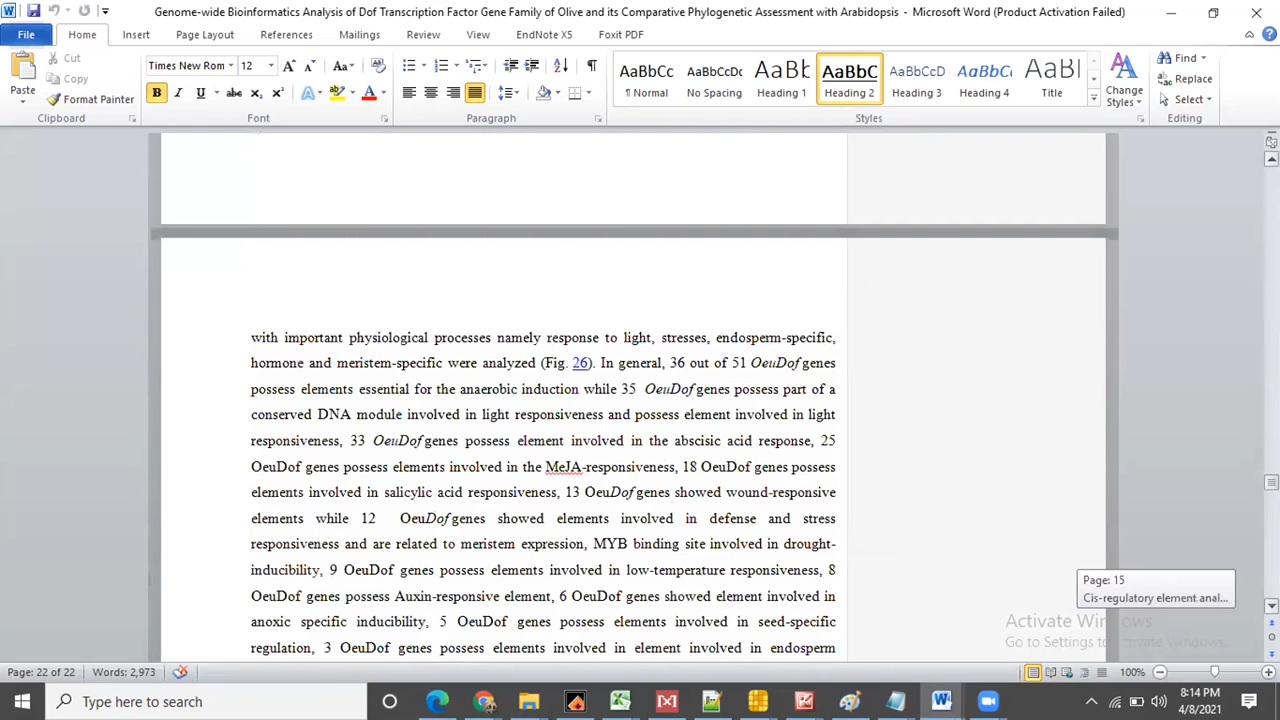 Genome-wide Bioinformatics Analysis of Dof Transcription Factor Gene Family of Olive and its Comparative Phylogenetic Assessment with Arabidopsis - Microsoft Word (Product Activation Failed)
File Home Insert Page Layout References Mailings Review View EndNote X5 Foxit PDF
Paste
Cut
Copy
Format Painter
Clipboard
Times New Rom 12
Font
Paragraph
AaBbCc AaBbCcDc AaBb AaBbC AaBbCcD AaBbCc AaBb
¶ Normal No Spacing Heading 1 Heading 2 Heading 3 Heading 4 Title
Styles
Change Styles
Find
Replace
Select
Editing
with important physiological processes namely response to light, stresses, endosperm-specific,
hormone and meristem-specific were analyzed (Fig. 26). In general, 36 out of 51 OeuDof genes
possess elements essential for the anaerobic induction while 35 OeuDof genes possess part of a
conserved DNA module involved in light responsiveness and possess element involved in light
responsiveness, 33 OeuDof genes possess element involved in the abscisic acid response, 25
OeuDof genes possess elements involved in the MeJA-responsiveness, 18 OeuDof genes possess
elements involved in salicylic acid responsiveness, 13 OeuDof genes showed wound-responsive
elements while 12 OeuDof genes showed elements involved in defense and stress
responsiveness and are related to meristem expression, MYB binding site involved in drought-
inducibility, 9 OeuDof genes possess elements involved in low-temperature responsiveness, 8
OeuDof genes possess Auxin-responsive element, 6 OeuDof genes showed element involved in
anoxic specific inducibility, 5 OeuDof genes possess elements involved in seed-specific
regulation, 3 OeuDof genes possess elements involved in element involved in endosperm
Page: 15
Cis-regulatory element anal...
Activate Windows
Go to Settings to activate Windows.
Page: 22 of 22 Words: 2,973 100%
Type here to search
8:14 PM
4/8/2021